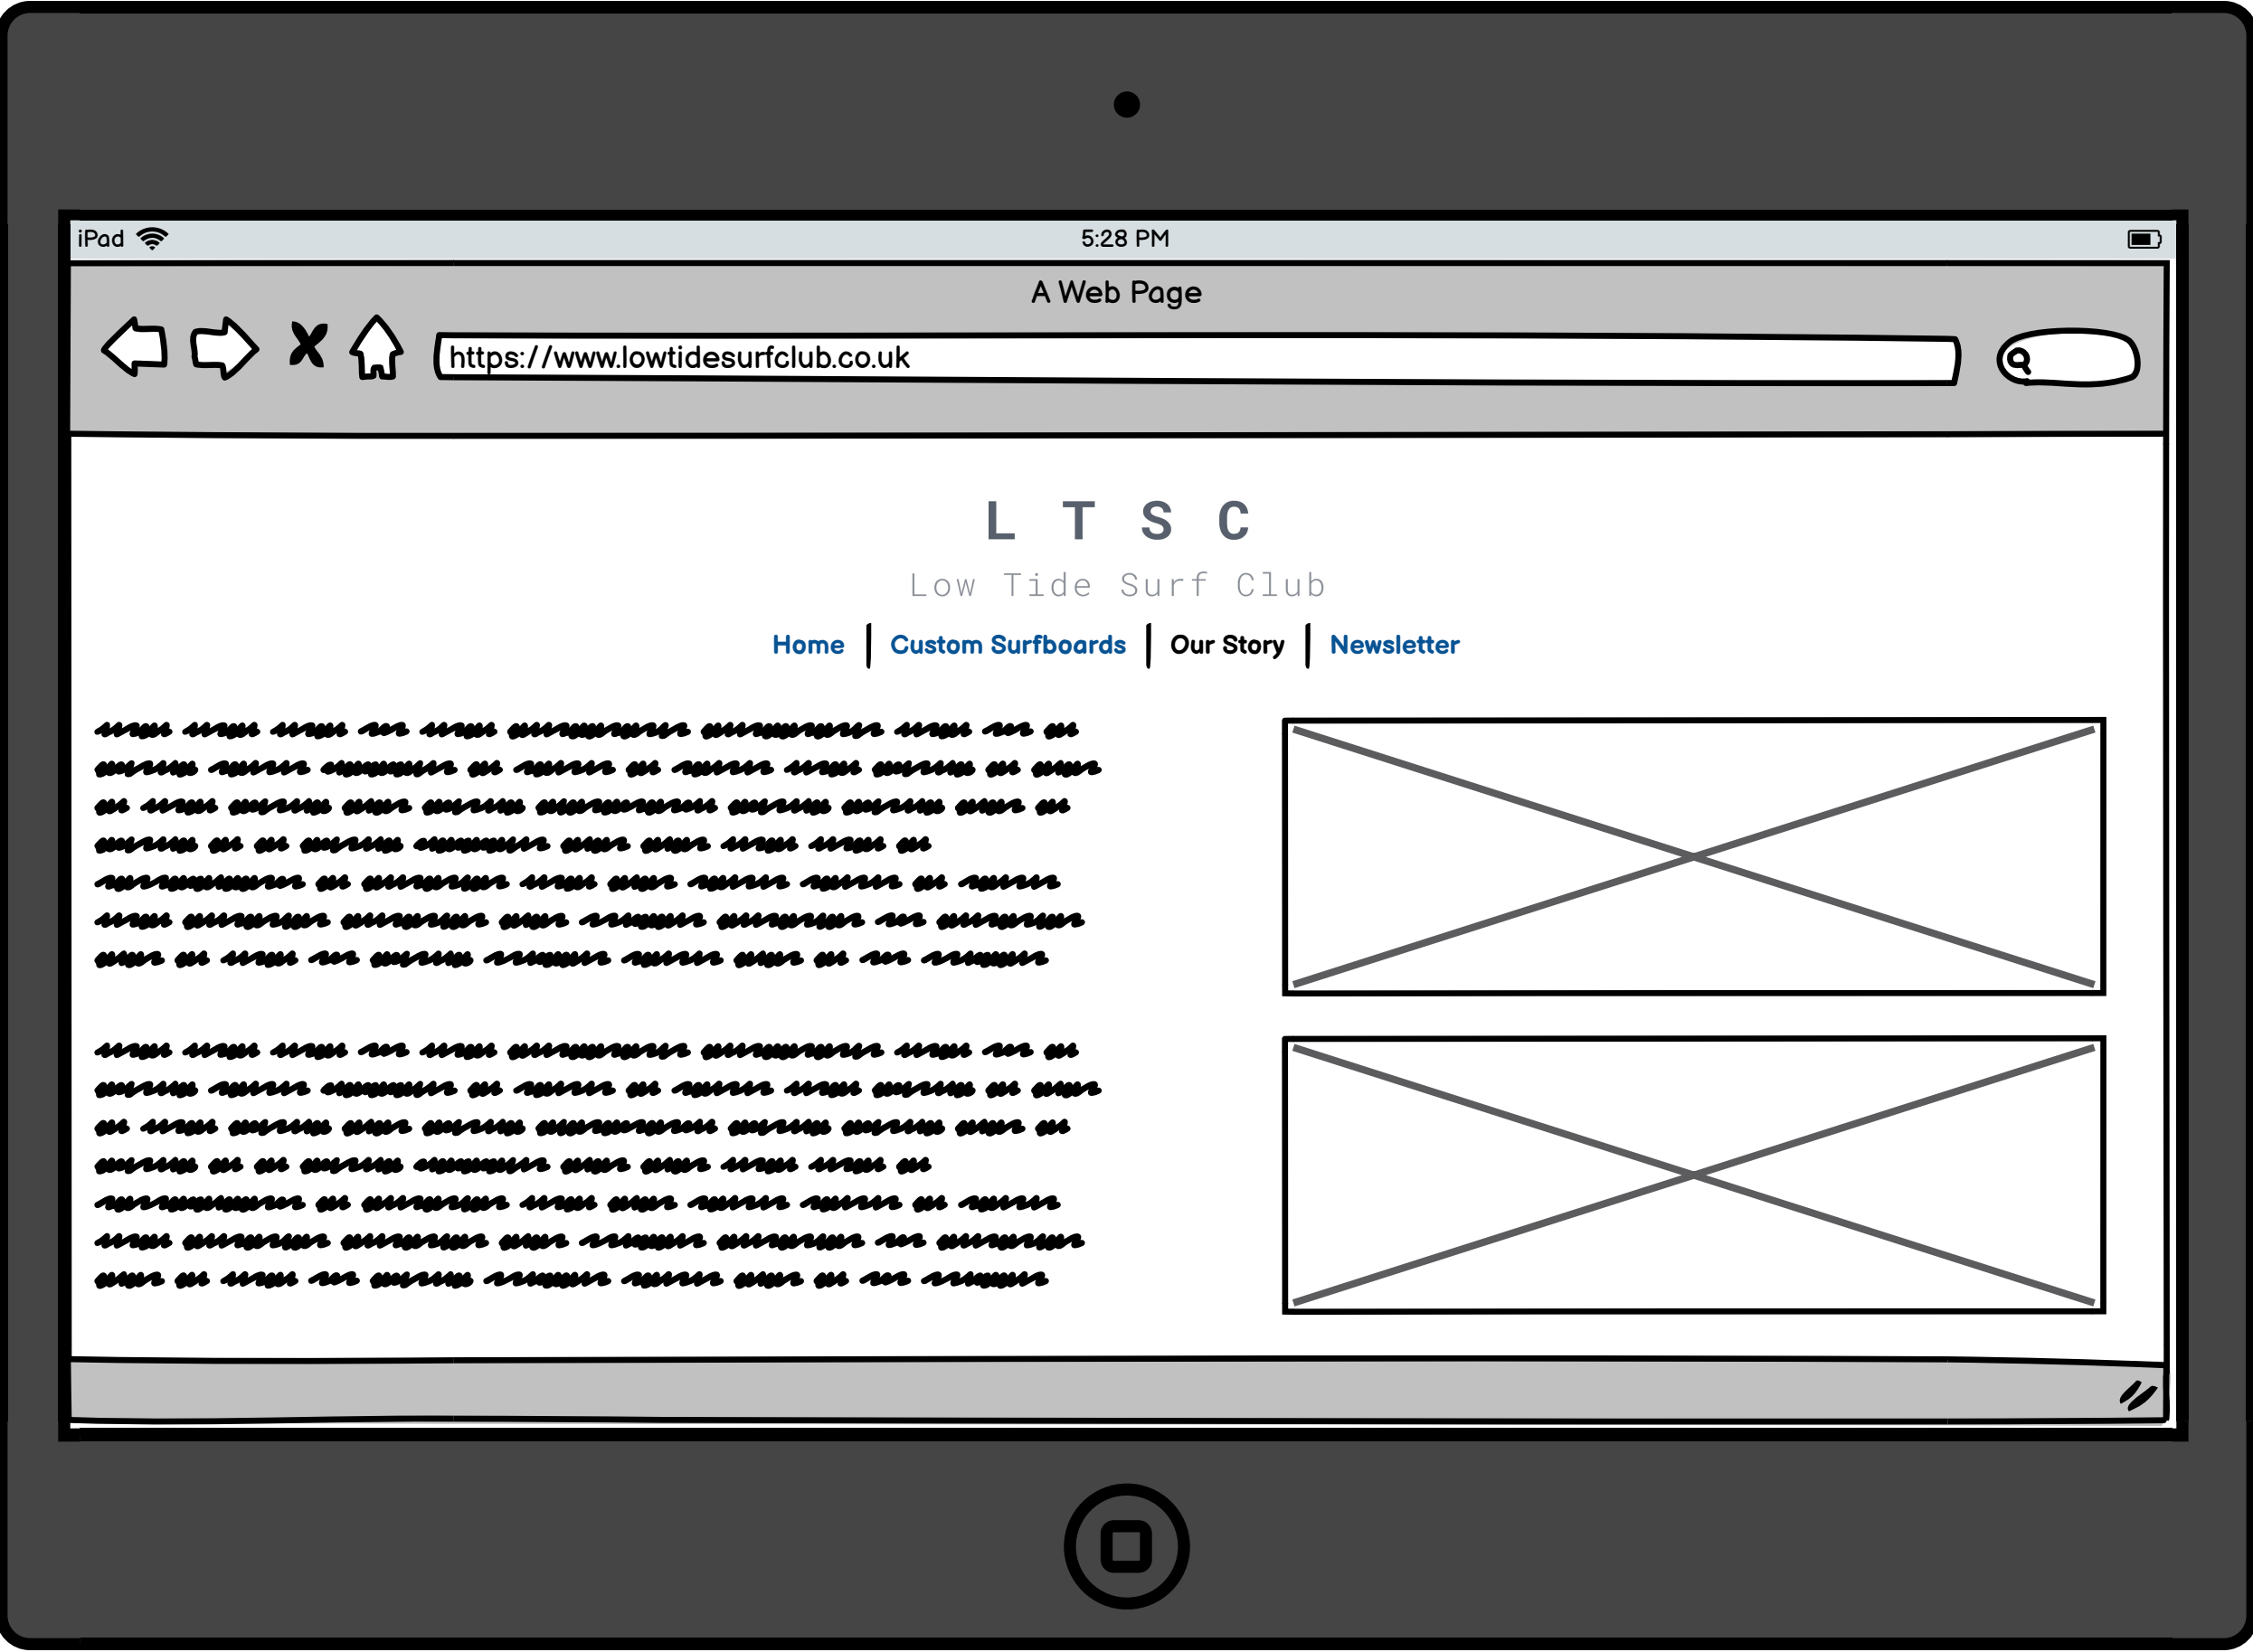 iPad 5:28 PM
A Web Page
https://www.lowtidesurfclub.co.uk
L T S C
Low Tide Surf Club
Home | Custom Surfboards | Our Story | Newsletter